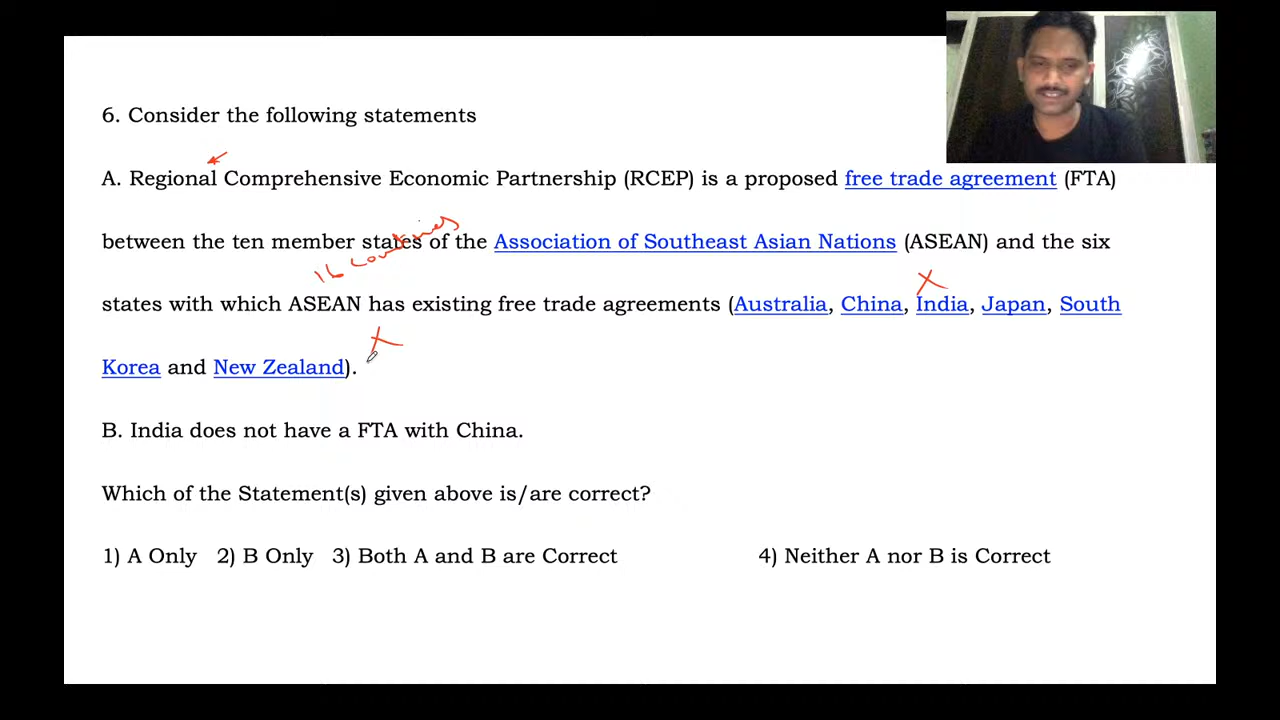 6. Consider the following statements
A. Regional Comprehensive Economic Partnership (RCEP) is a proposed free trade agreement (FTA)
between the ten member states of the Association of Southeast Asian Nations (ASEAN) and the six
16 countries
states with which ASEAN has existing free trade agreements (Australia, China, India, Japan, South
Korea and New Zealand).
B. India does not have a FTA with China.
Which of the Statement(s) given above is/are correct?
1) A Only 2) B Only 3) Both A and B are Correct 4) Neither A nor B is Correct